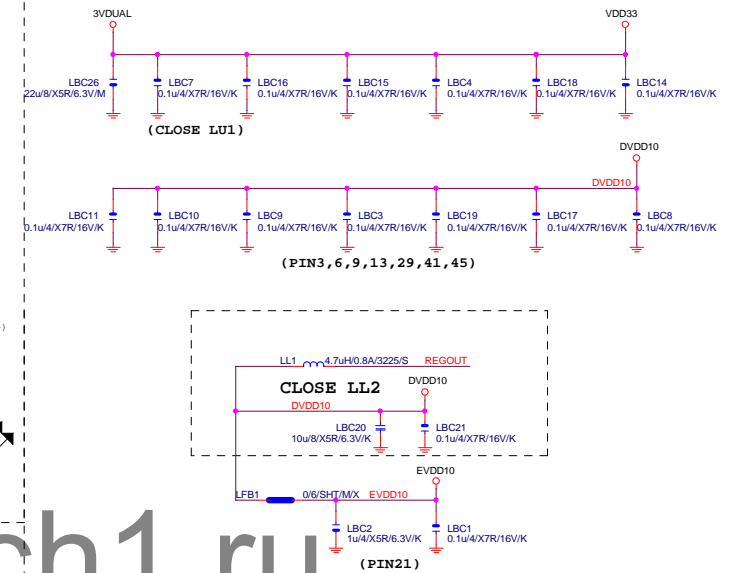 3VDUAL
VDD33
LBC26
22u/8/X5R/6.3V/M
LBC7
0.1u/4/X7R/16V/K
LBC16
0.1u/4/X7R/16V/K
LBC15
0.1u/4/X7R/16V/K
LBC4
0.1u/4/X7R/16V/K
LBC18
0.1u/4/X7R/16V/K
LBC14
0.1u/4/X7R/16V/K
(CLOSE LU1)
DVDD10
DVDD10
LBC11
0.1u/4/X7R/16V/K
LBC10
0.1u/4/X7R/16V/K
LBC9
0.1u/4/X7R/16V/K
LBC3
0.1u/4/X7R/16V/K
LBC19
0.1u/4/X7R/16V/K
LBC17
0.1u/4/X7R/16V/K
LBC8
0.1u/4/X7R/16V/K
(PIN3,6,9,13,29,41,45)
LL1 4.7uH/0.8A/3225/S REGOUT
CLOSE LL2
DVDD10
DVDD10
LBC20
10u/8/X5R/6.3V/K
LBC21
0.1u/4/X7R/16V/K
EVDD10
LFB1 0/6/SHT/M/X EVDD10
LBC2
1u/4/X5R/6.3V/K
LBC1
0.1u/4/X7R/16V/K
(PIN21)
ch1.ru